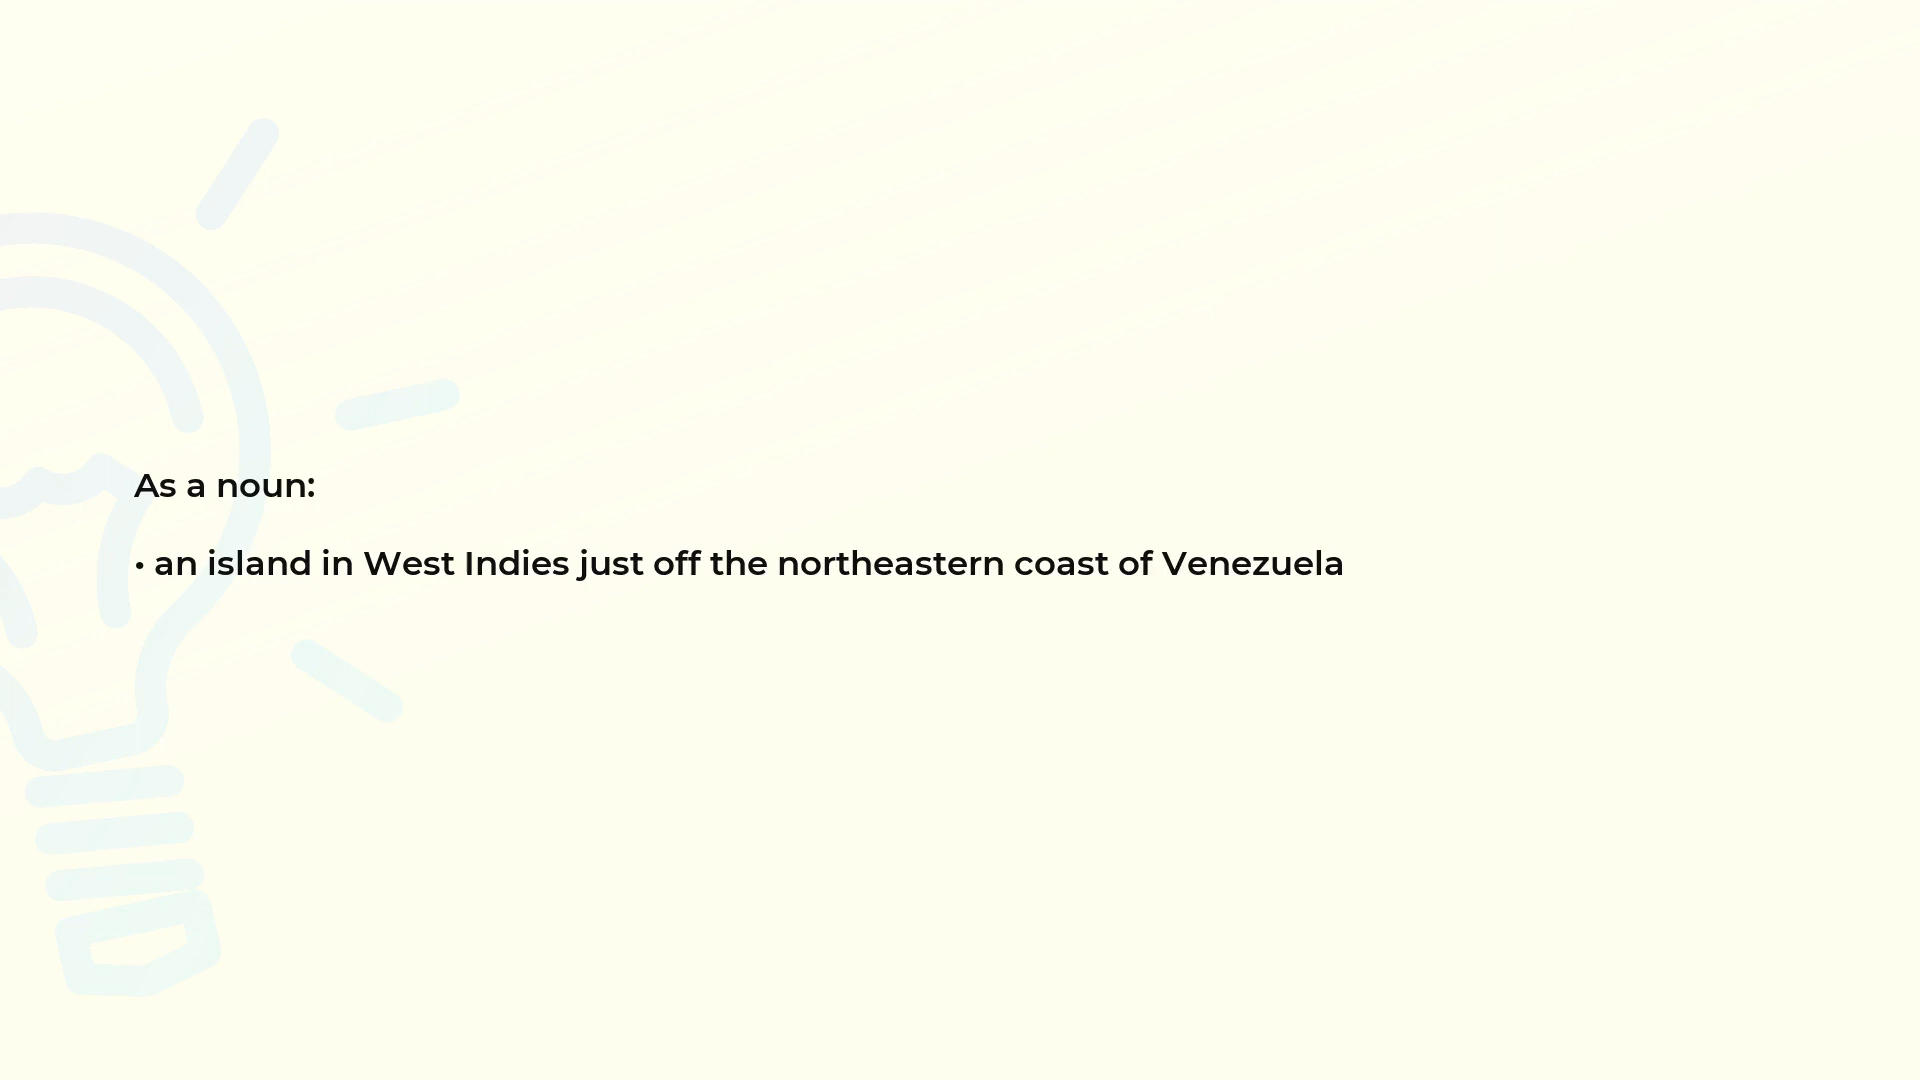 As a noun:
• an island in West Indies just off the northeastern coast of Venezuela